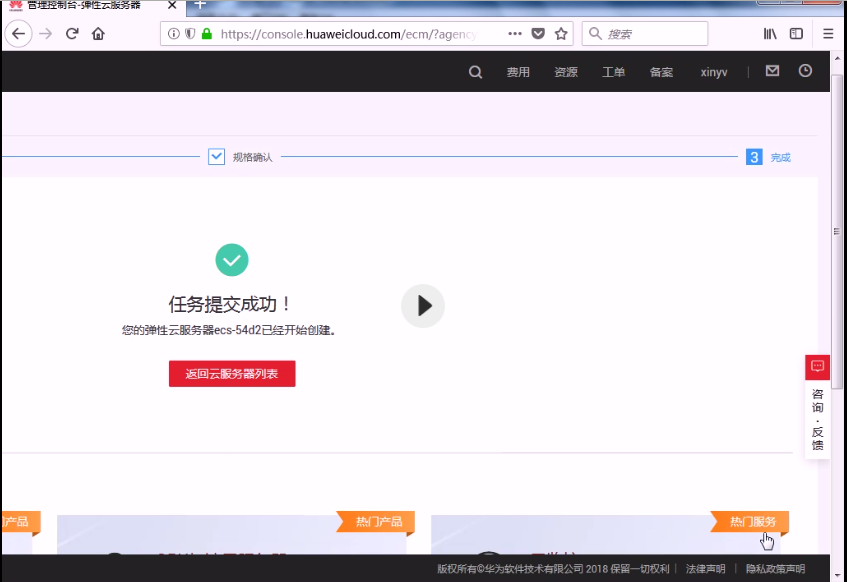 管理控制台-弹性云服务器
https://console.huaweicloud.com/ecm/?agency
搜索
费用 资源 工单 备案 xinyv
规格确认 3 完成
任务提交成功！
您的弹性云服务器ecs-54d2已经开始创建。
返回云服务器列表
咨询·反馈
门产品 热门产品 热门服务
版权所有©华为软件技术有限公司 2018 保留一切权利 | 法律声明 | 隐私政策声明